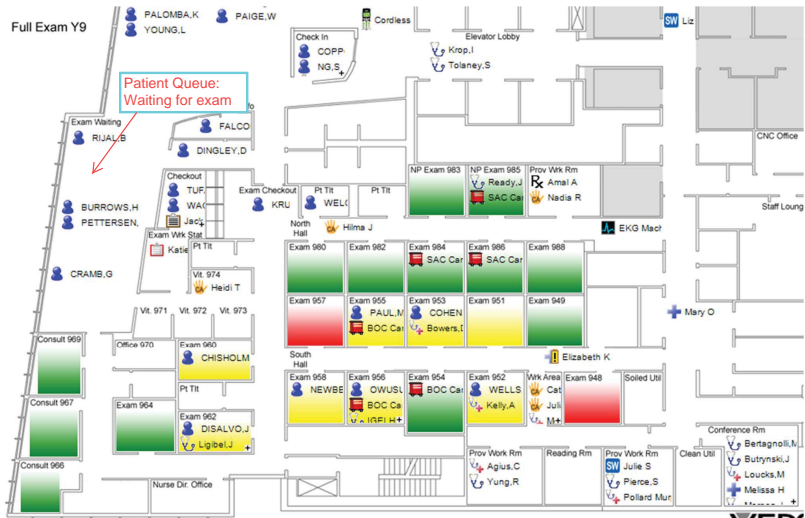 Full Exam Y9
PALOMBA,K
YOUNG,L
PAIGE,W
Cordless
SW Liz
Check In
COPP
NG,S
+
Elevator Lobby
Krop,I
Tolaney,S
Patient Queue:
Waiting for exam
Exam Waiting
RIJAL,B
FALCO
DINGLEY,D
CNC Office
Checkout
TUF
WAG
Jack
+
Exam Checkout
KRU
Pt Tlt
WELC
Pt Tlt
NP Exam 983
NP Exam 985
Ready,J
SAC Car
Prov Wrk Rm
Rx Amal A
CA Nadia R
Staff Loung
BURROWS,H
PETTERSEN,
North
Hall
CA Hilma J
EKG Mach
Exam Wrk Stat
Katie
Pt Tlt
Exam 980
Exam 982
Exam 984
SAC Car
Exam 986
SAC Car
Exam 988
CRAMB,G
Vit. 974
CA Heidi T
Vit. 971
Vit. 972
Vit. 973
Exam 957
Exam 955
PAUL,M
BOC Car
Exam 953
COHEN
Bowers,
Exam 951
Exam 949
Mary O
Consult 969
Office 970
Exam 960
CHISHOLM
South
Hall
Elizabeth K
Pt Tlt
Exam 958
NEWBE
Exam 956
OWUSU
BOC Ca
IGELH+
Exam 954
BOC Car
Exam 952
WELLS
Kelly,A
Wrk Area
CA Cat
CA Juli
M+
Exam 948
Soiled Util
Consult 967
Exam 964
Exam 962
DISALVO,J
Ligibel,J
+
Conference Rm
Bertagnolli,M
Butrynski,J
Loucks,M
Melissa H
+
Consult 966
Nurse Dir. Office
Prov Work Rm
Agius,C
Yung,R
Reading Rm
Prov Work Rm
SW Julie S
Pierce,S
Pollard Mur
Clean Util